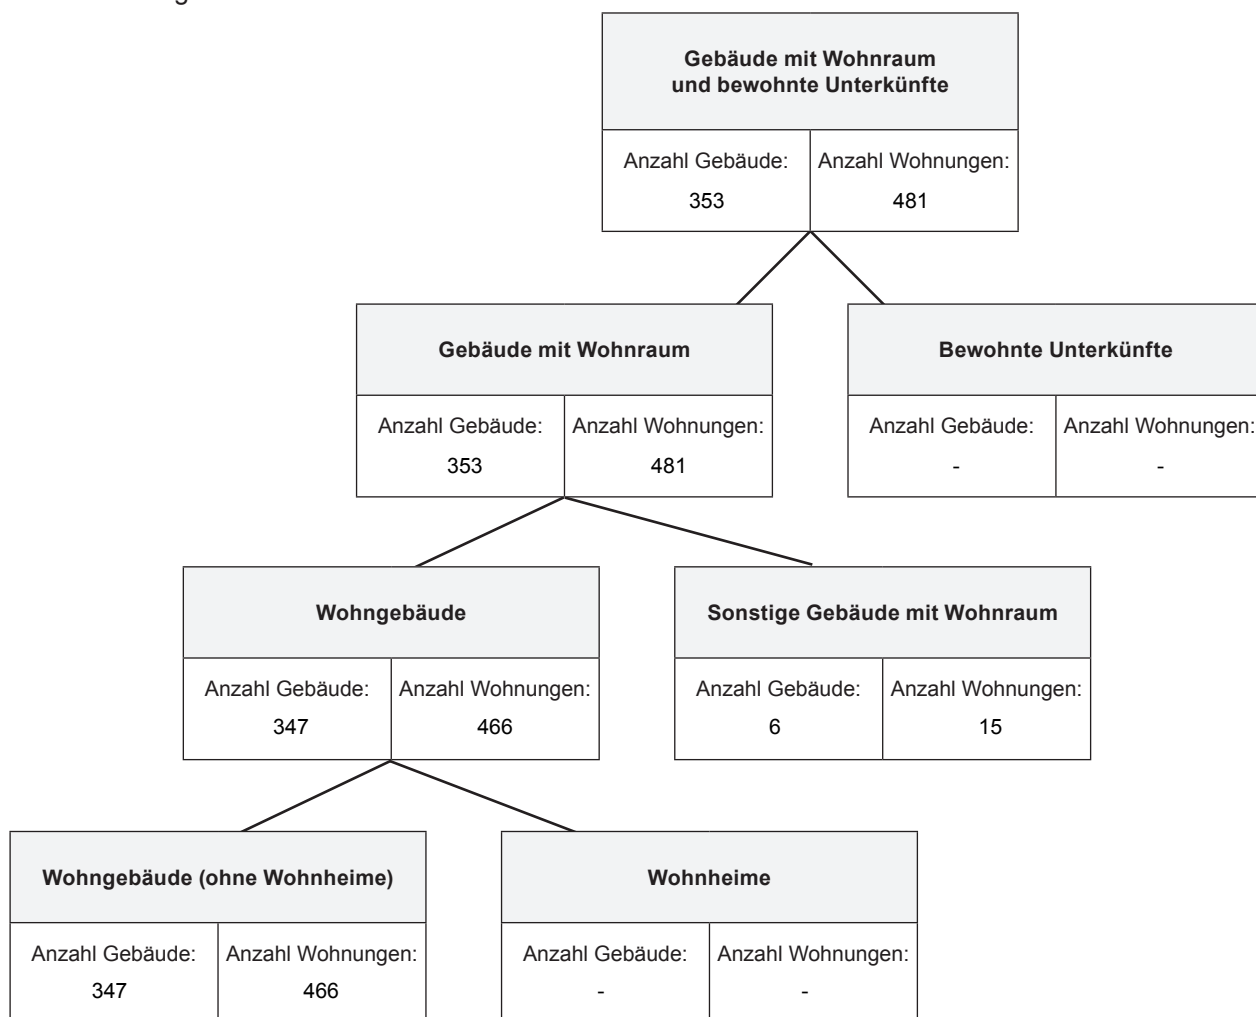 Gebäude mit Wohnraum
und bewohnte Unterkünfte
Anzahl Gebäude: Anzahl Wohnungen:
353 481
Gebäude mit Wohnraum
Anzahl Gebäude: Anzahl Wohnungen:
353 481
Bewohnte Unterkünfte
Anzahl Gebäude: Anzahl Wohnungen:
- -
Wohngebäude
Anzahl Gebäude: Anzahl Wohnungen:
347 466
Sonstige Gebäude mit Wohnraum
Anzahl Gebäude: Anzahl Wohnungen:
6 15
Wohngebäude (ohne Wohnheime)
Anzahl Gebäude: Anzahl Wohnungen:
347 466
Wohnheime
Anzahl Gebäude: Anzahl Wohnungen:
- -